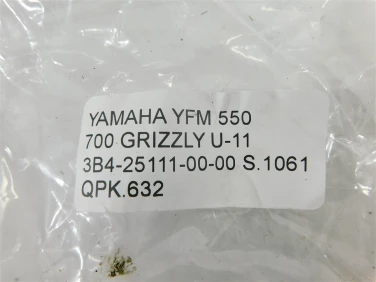 YAMAHA YFM 550
700 GRIZZLY U-11
3B4-25111-00-00 S.1061
QPK.632